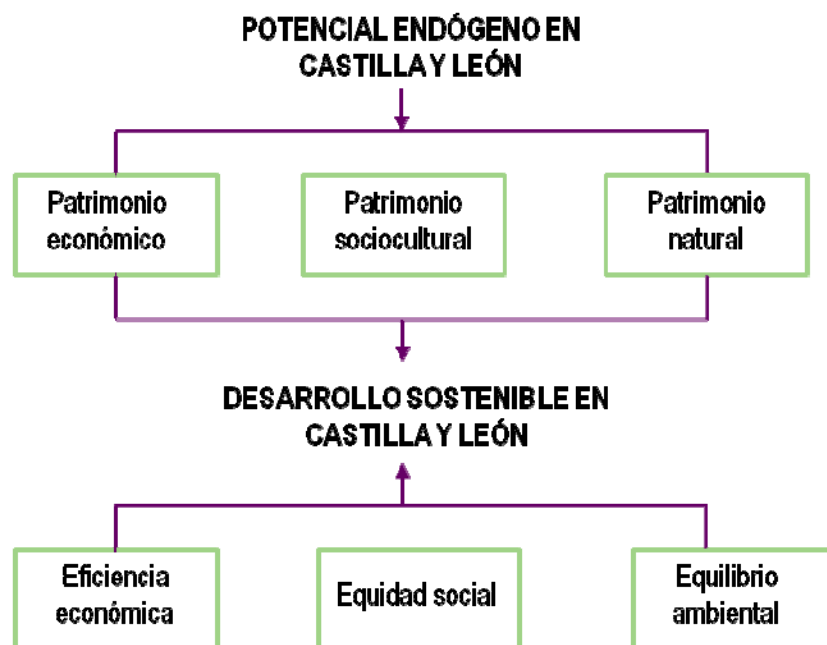 POTENCIAL ENDÓGENO EN
CASTILLA Y LEÓN
Patrimonio
económico
Patrimonio
sociocultural
Patrimonio
natural
DESARROLLO SOSTENIBLE EN
CASTILLA Y LEÓN
Eficiencia
económica
Equidad social
Equilibrio
ambiental